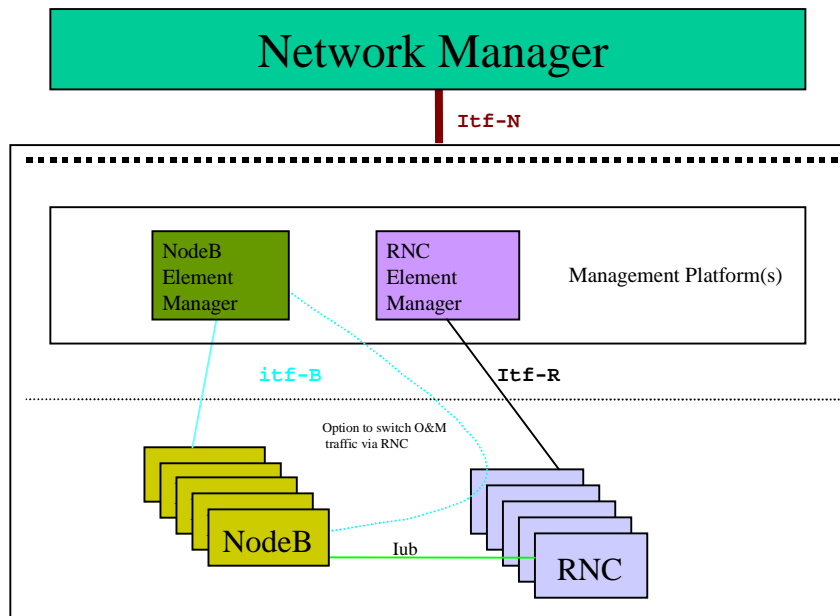 Network Manager
Itf-N
NodeB
Element
Manager
RNC
Element
Manager
Management Platform(s)
itf-B
Itf-R
Option to switch O&M
traffic via RNC
NodeB
Iub
RNC